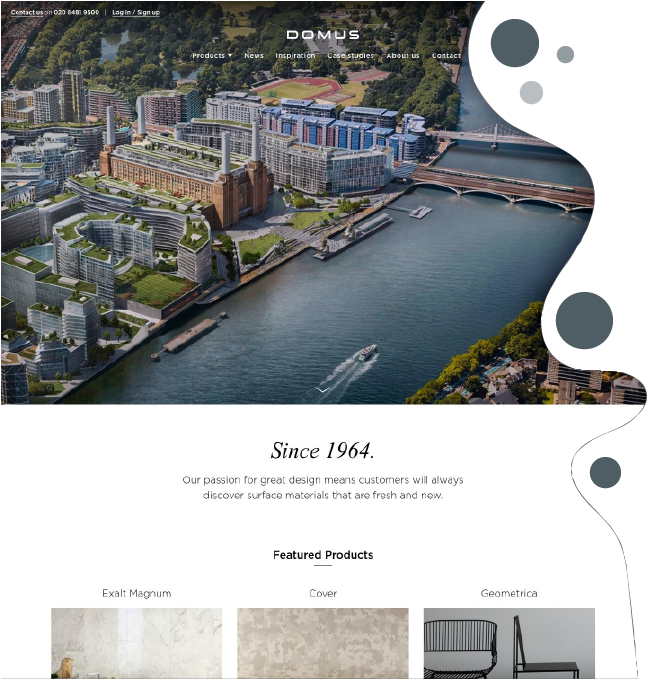 Contact us on 020 8481 9500 | Log In / Sign up
DOMUS
Products ▼ News Inspiration Case studies About us Contact
Since 1964.
Our passion for great design means customers will always
discover surface materials that are fresh and new.
Featured Products
Exalt Magnum Cover Geometrica